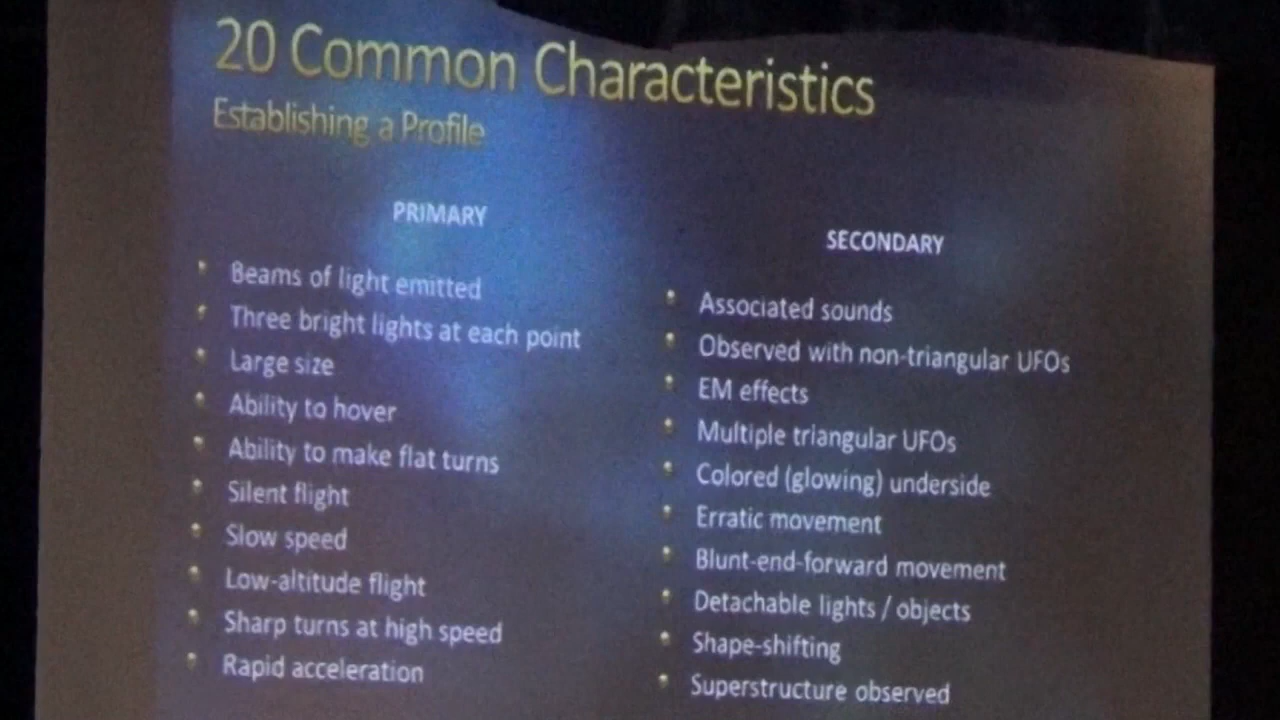 20 Common Characteristics
Establishing a Profile
PRIMARY
Beams of light emitted
Three bright lights at each point
Large size
Ability to hover
Ability to make flat turns
Silent flight
Slow speed
Low-altitude flight
Sharp turns at high speed
Rapid acceleration
SECONDARY
Associated sounds
Observed with non-triangular UFOs
EM effects
Multiple triangular UFOs
Colored (glowing) underside
Erratic movement
Blunt-end-forward movement
Detachable lights / objects
Shape-shifting
Superstructure observed